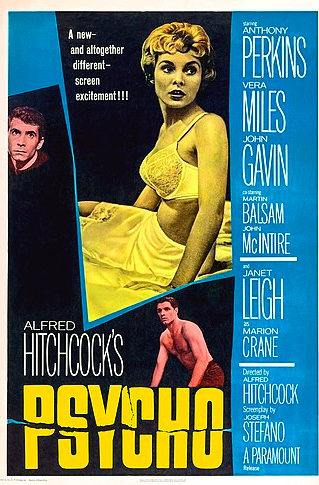 A new—
and altogether
different—
screen
excitement!!!
starring
ANTHONY
PERKINS
VERA
MILES
JOHN
GAVIN
co-starring
MARTIN
BALSAM
JOHN
McINTIRE
and
JANET
LEIGH
as
MARION
CRANE
Directed by
ALFRED
HITCHCOCK
Screenplay by
JOSEPH
STEFANO
A PARAMOUNT
Release
ALFRED
HITCHCOCK'S
PSYCHO